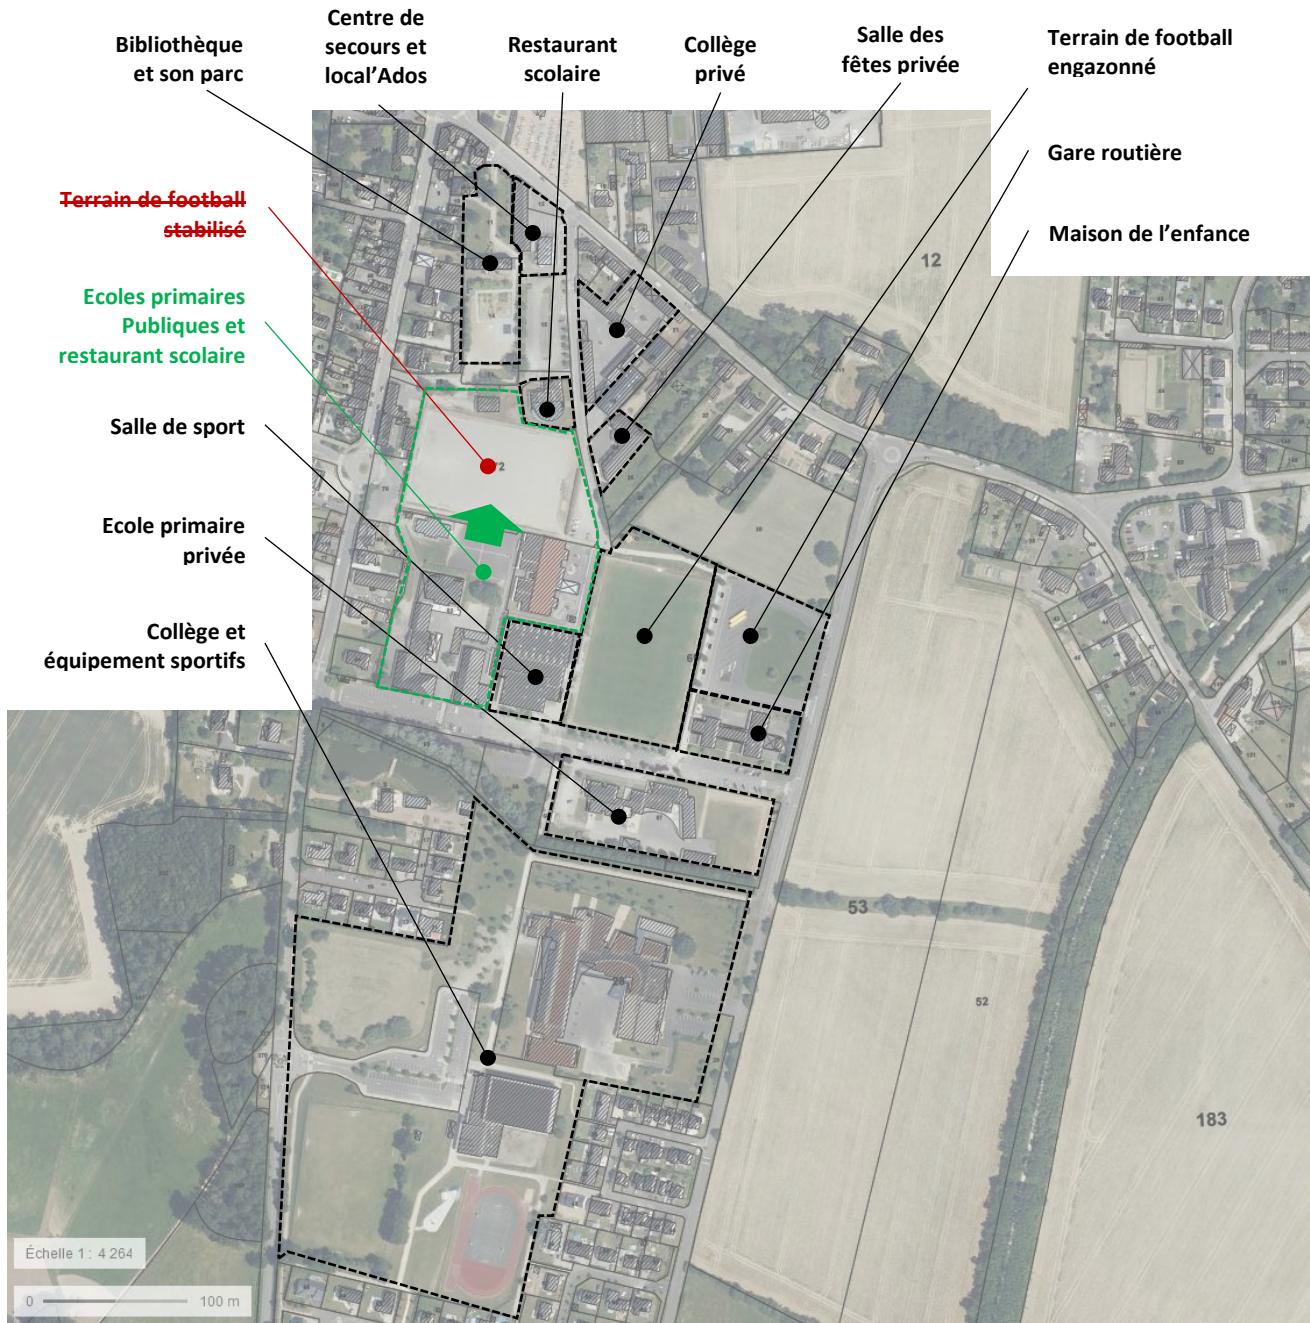 Bibliothèque
et son parc
Centre de
secours et
local’Ados
Restaurant
scolaire
Collège
privé
Salle des
fêtes privée
Terrain de football
engazonné
Gare routière
Maison de l’enfance
Terrain de football
stabilisé
Ecoles primaires
Publiques et
restaurant scolaire
Salle de sport
Ecole primaire
privée
Collège et
équipement sportifs
12
53
52
183
Échelle 1 : 4 264
0 100 m